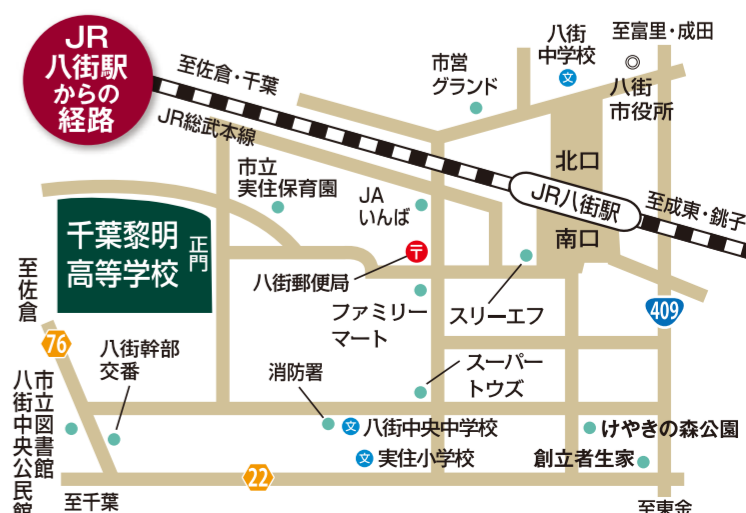 JR
八街駅
からの
経路
至佐倉・千葉
JR総武本線
市営
グランド
八街
中学校
文
至富里・成田
八街
市役所
北口
JR八街駅
南口
至成東・銚子
市立
実住保育園
JA
いんば
千葉黎明
高等学校
正門
八街郵便局
〒
ファミリー
マート
スリーエフ
409
至佐倉
76
八街幹部
交番
消防署
スーパー
トウズ
市立図書館
八街中央公民館
文
八街中央中学校
文
実住小学校
けやきの森公園
創立者生家
22
至千葉
至東金